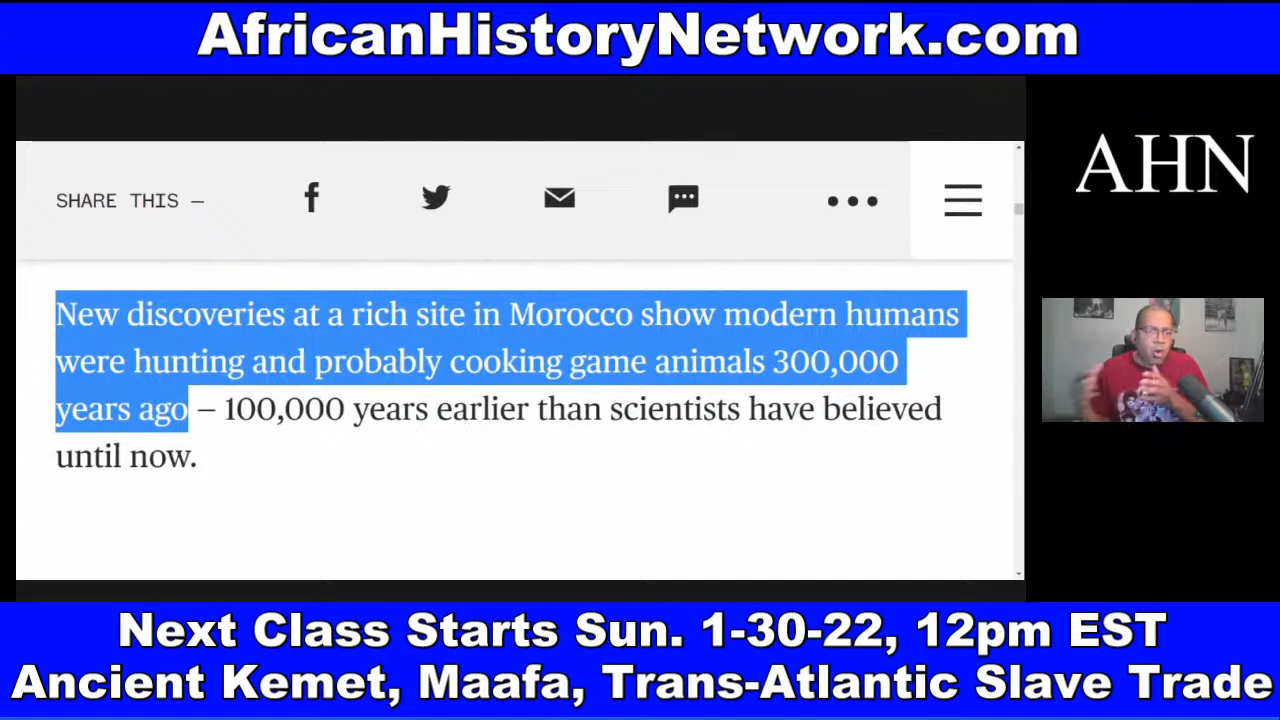 AfricanHistoryNetwork.com
AHN
SHARE THIS —
New discoveries at a rich site in Morocco show modern humans
were hunting and probably cooking game animals 300,000
years ago — 100,000 years earlier than scientists have believed
until now.
Next Class Starts Sun. 1-30-22, 12pm EST
Ancient Kemet, Maafa, Trans-Atlantic Slave Trade